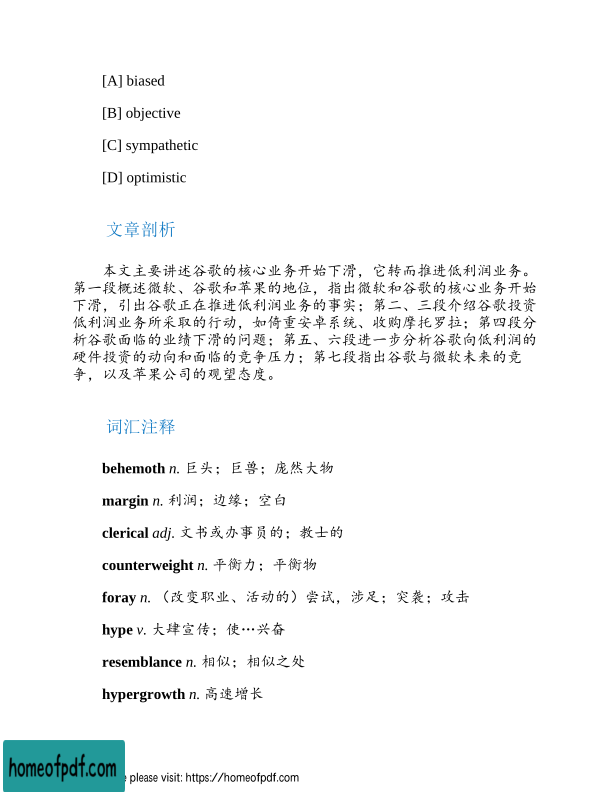 [A] biased
[B] objective
[C] sympathetic
[D] optimistic
文章剖析
本文主要讲述谷歌的核心业务开始下滑，它转而推进低利润业务。
第一段概述微软、谷歌和苹果的地位，指出微软和谷歌的核心业务开始
下滑，引出谷歌正在推进低利润业务的事实；第二、三段介绍谷歌投资
低利润业务所采取的行动，如倚重安卓系统、收购摩托罗拉；第四段分
析谷歌面临的业绩下滑的问题；第五、六段进一步分析谷歌向低利润的
硬件投资的动向和面临的竞争压力；第七段指出谷歌与微软未来的竞
争，以及苹果公司的观望态度。
词汇注释
behemoth n. 巨头；巨兽；庞然大物
margin n. 利润；边缘；空白
clerical adj. 文书或办事员的；教士的
counterweight n. 平衡力；平衡物
foray n. （改变职业、活动的）尝试，涉足；突袭；攻击
hype v. 大肆宣传；使…兴奋
resemblance n. 相似；相似之处
hypergrowth n. 高速增长
homeofpdf.com
please visit: https://homeofpdf.com